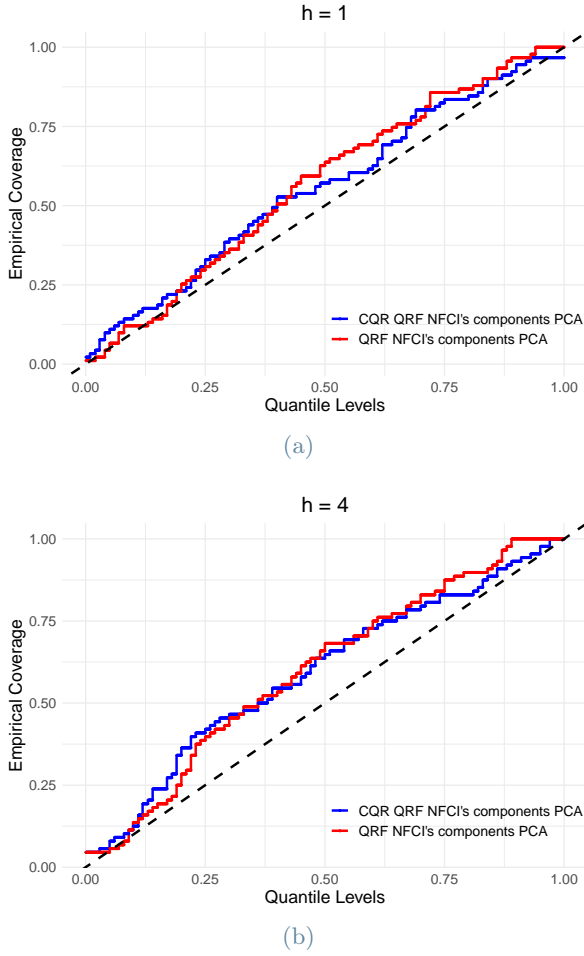 h = 1
1.00
0.75
0.50
0.25
0.00
Empirical Coverage
CQR QRF NFCI's components PCA
QRF NFCI's components PCA
0.00 0.25 0.50 0.75 1.00
Quantile Levels
(a)
h = 4
1.00
0.75
0.50
0.25
0.00
Empirical Coverage
CQR QRF NFCI's components PCA
QRF NFCI's components PCA
0.00 0.25 0.50 0.75 1.00
Quantile Levels
(b)